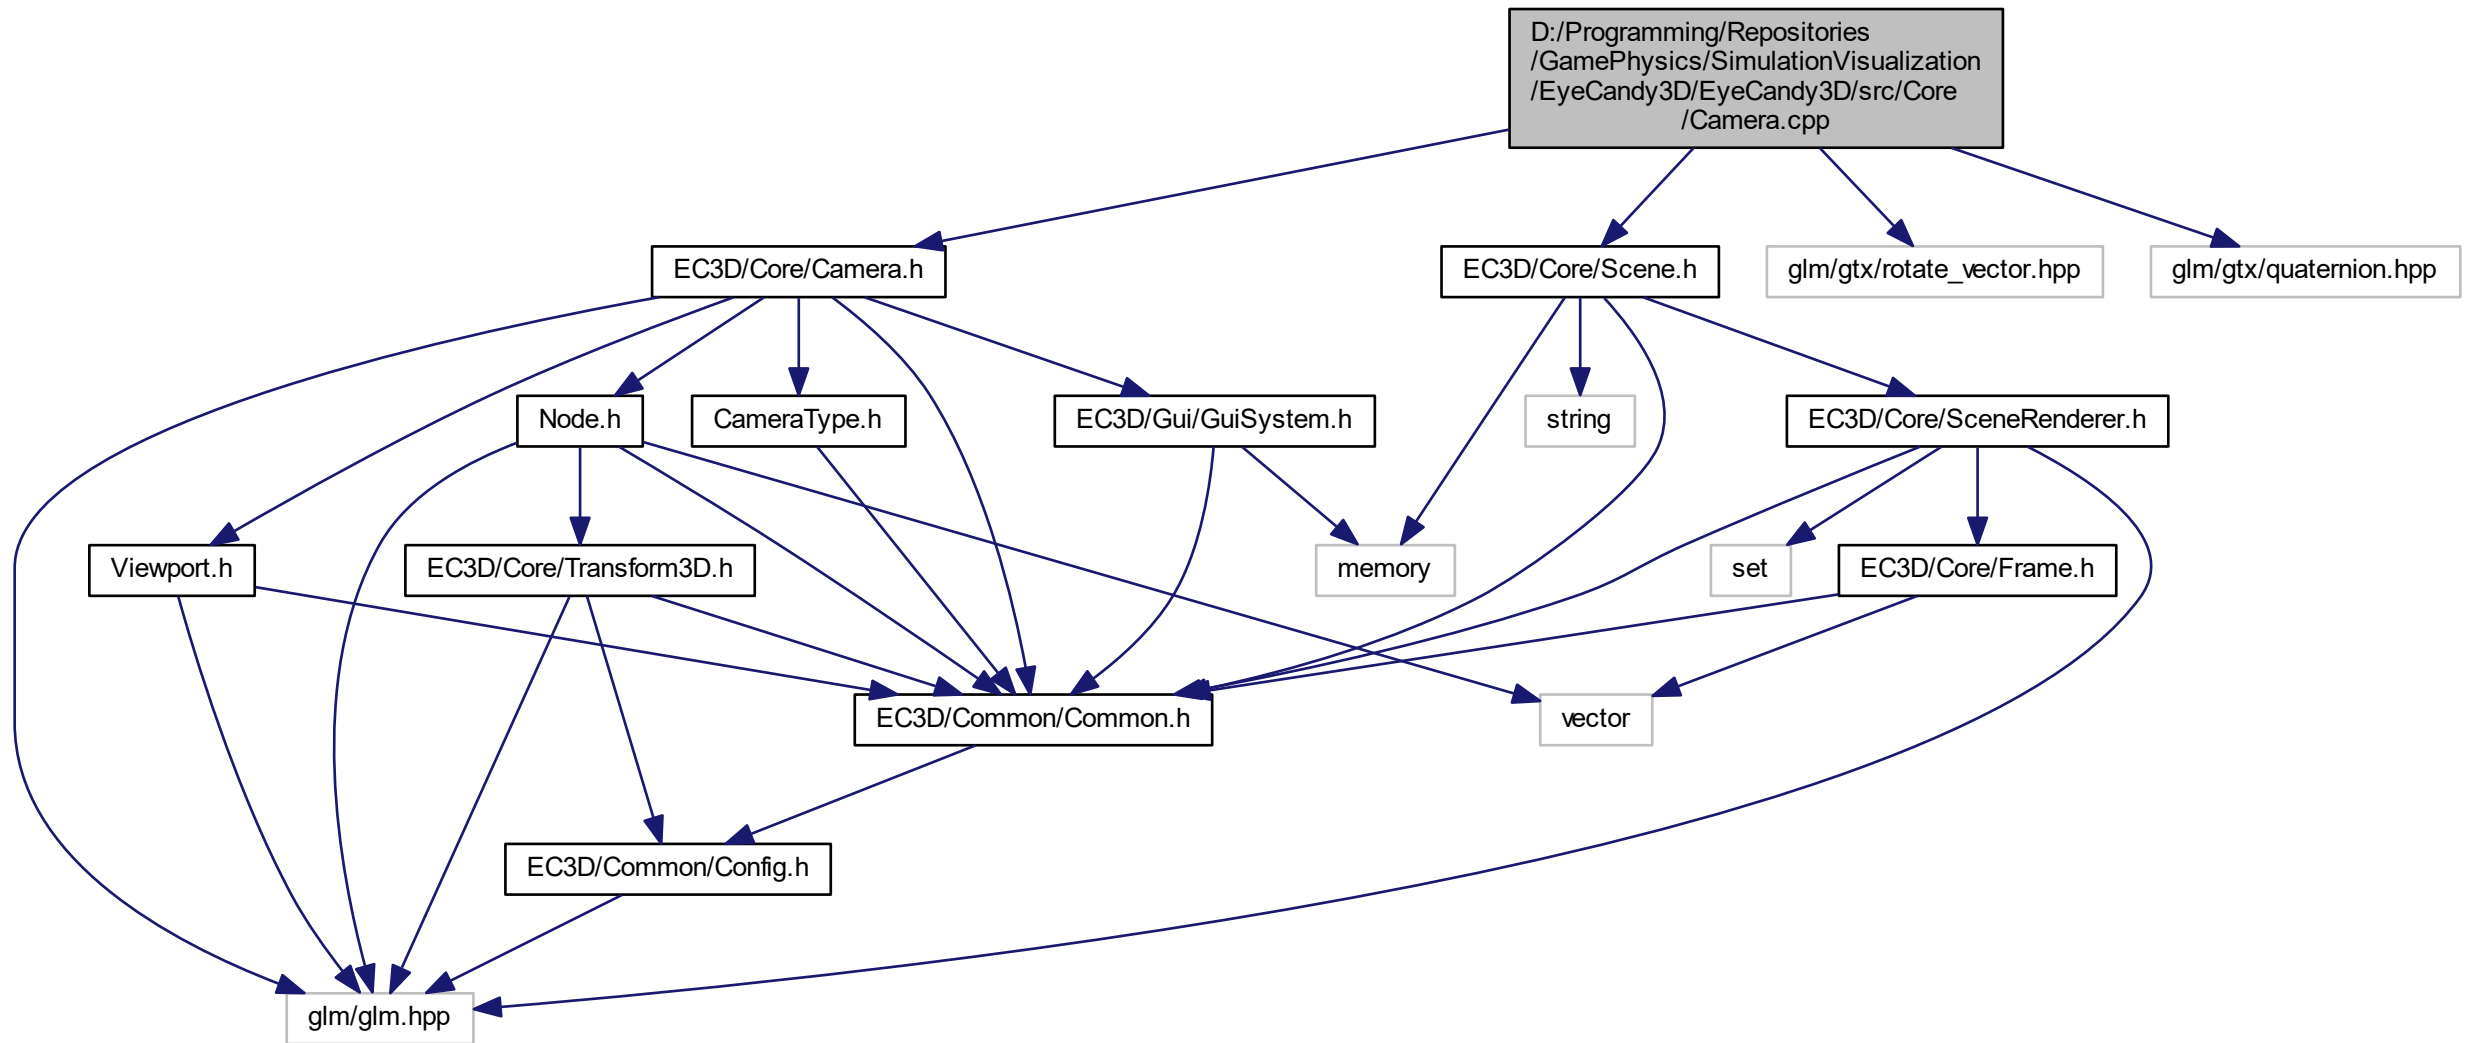 D:/Programming/Repositories
/GamePhysics/SimulationVisualization
/EyeCandy3D/EyeCandy3D/src/Core
/Camera.cpp
EC3D/Core/Camera.h
EC3D/Core/Scene.h
glm/gtx/rotate_vector.hpp
glm/gtx/quaternion.hpp
Node.h
CameraType.h
EC3D/Gui/GuiSystem.h
string
EC3D/Core/SceneRenderer.h
Viewport.h
EC3D/Core/Transform3D.h
memory
set
EC3D/Core/Frame.h
EC3D/Common/Common.h
vector
EC3D/Common/Config.h
glm/glm.hpp